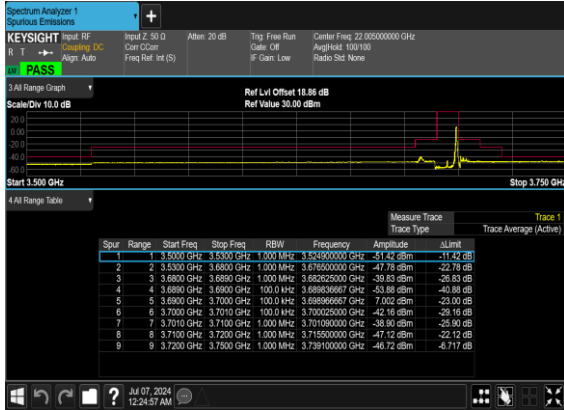 Spectrum Analyzer 1
Spurious Emissions
+
KEYSIGHT Input: RF Input Z: 50 Ω Atten: 20 dB Trig: Free Run Center Freq: 22.005000000 GHz
R T Coupling: DC Corr CCorr Gate: Off Avg|Hold: 100/100
Align: Auto Freq Ref: Int (S) IF Gain: Low Radio Std: None
PASS
3 All Range Graph
Ref Lvl Offset 18.86 dB
Scale/Div 10.0 dB Ref Value 30.00 dBm
20.0
0.00
-20.0
-40.0
-60.0
Start 3.500 GHz Stop 3.750 GHz
4 All Range Table
Measure Trace Trace 1
Trace Type Trace Average (Active)
Spur Range Start Freq Stop Freq RBW Frequency Amplitude ΔLimit
1 1 3.5000 GHz 3.5300 GHz 1.000 MHz 3.524900000 GHz -51.42 dBm -11.42 dB
2 2 3.5300 GHz 3.6800 GHz 1.000 MHz 3.676500000 GHz -47.78 dBm -22.78 dB
3 3 3.6800 GHz 3.6890 GHz 1.000 MHz 3.682625000 GHz -39.83 dBm -26.83 dB
4 4 3.6890 GHz 3.6900 GHz 100.0 kHz 3.689836667 GHz -53.88 dBm -40.88 dB
5 5 3.6900 GHz 3.7000 GHz 100.0 kHz 3.698966667 GHz 7.002 dBm -23.00 dB
6 6 3.7000 GHz 3.7010 GHz 100.0 kHz 3.700025000 GHz -42.16 dBm -29.16 dB
7 7 3.7010 GHz 3.7100 GHz 1.000 MHz 3.701090000 GHz -38.90 dBm -25.90 dB
8 8 3.7100 GHz 3.7200 GHz 1.000 MHz 3.715500000 GHz -47.12 dBm -22.12 dB
9 9 3.7200 GHz 3.7500 GHz 1.000 MHz 3.739100000 GHz -46.72 dBm -6.717 dB
? Jul 07, 2024
12:24:57 AM